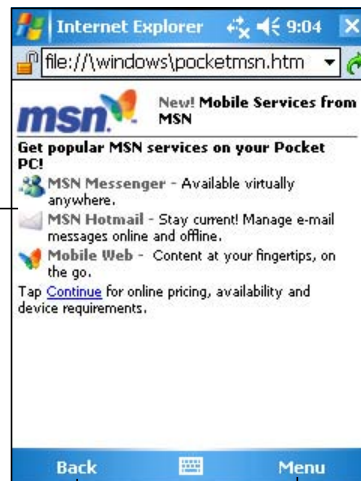 Internet Explorer 9:04
file://\windows\pocketmsn.htm
msn. New! Mobile Services from
MSN
Get popular MSN services on your Pocket
PC!
MSN Messenger - Available virtually
anywhere.
MSN Hotmail - Stay current! Manage e-mail
messages online and offline.
Mobile Web - Content at your fingertips, on
the go.
Tap Continue for online pricing, availability and
device requirements.
Back Menu